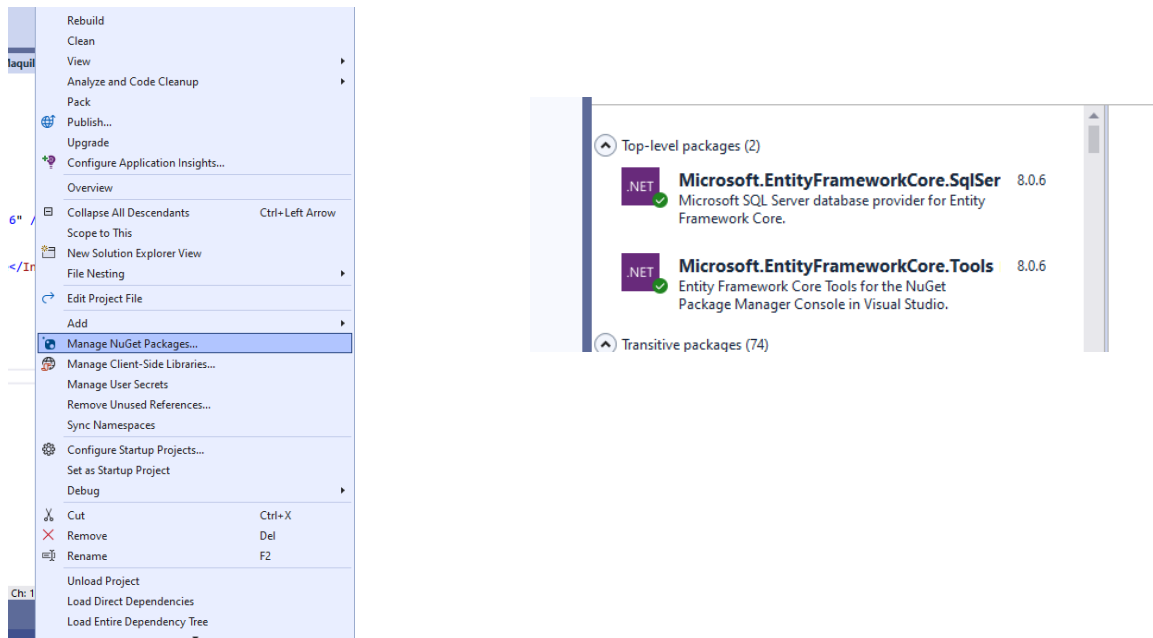 Rebuild
Clean
laquil
View
Analyze and Code Cleanup
Pack
Publish...
Upgrade
Configure Application Insights...
Overview
6" /
Collapse All Descendants Ctrl+Left Arrow
Scope to This
New Solution Explorer View
</In
File Nesting
Edit Project File
Add
Manage NuGet Packages...
Manage Client-Side Libraries...
Manage User Secrets
Remove Unused References...
Sync Namespaces
Configure Startup Projects...
Set as Startup Project
Debug
Cut Ctrl+X
Remove Del
Rename F2
Unload Project
Ch: 1
Load Direct Dependencies
Load Entire Dependency Tree
Top-level packages (2)
.NET
Microsoft.EntityFrameworkCore.SqlSer 8.0.6
Microsoft SQL Server database provider for Entity
Framework Core.
.NET
Microsoft.EntityFrameworkCore.Tools 8.0.6
Entity Framework Core Tools for the NuGet
Package Manager Console in Visual Studio.
Transitive packages (74)